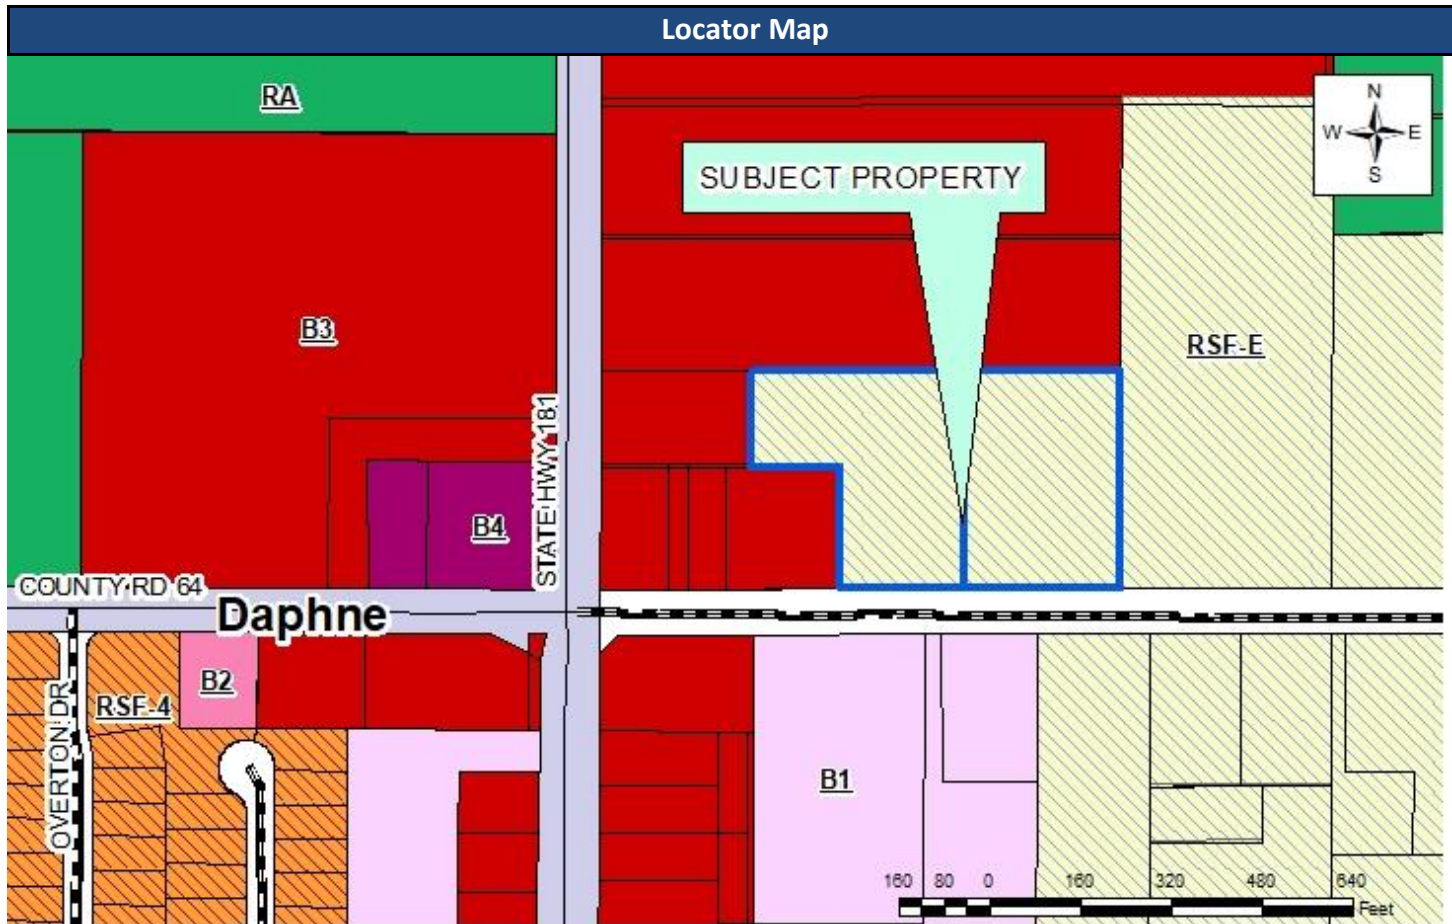 Locator Map
RA
N
W E
S
SUBJECT PROPERTY
B3
RSF-E
STATE HWY 181
B4
COUNTY RD 64
Daphne
B2
RSF-4
OVERTON DR
B1
160 80 0 160 320 480 640
Feet